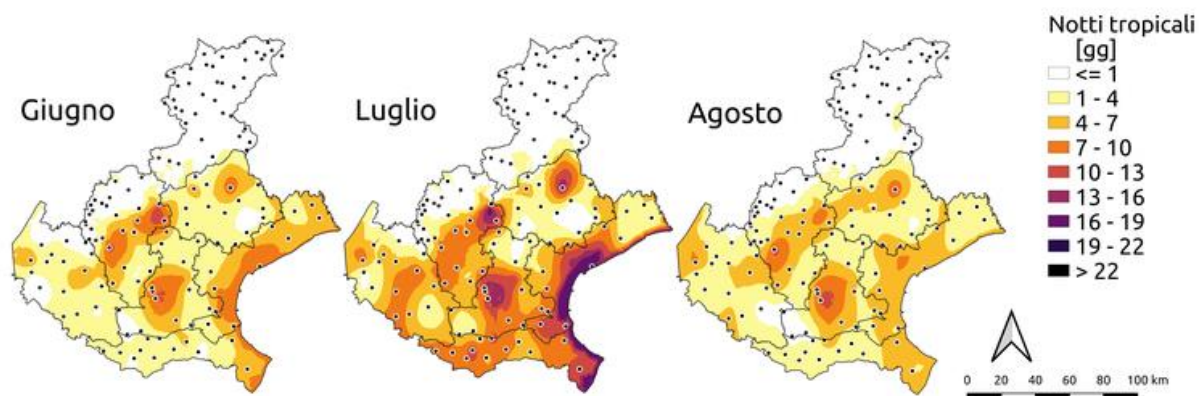 Giugno
Luglio
Agosto
Notti tropicali
[gg]
<= 1
1 - 4
4 - 7
7 - 10
10 - 13
13 - 16
16 - 19
19 - 22
> 22
0 20 40 60 80 100 km